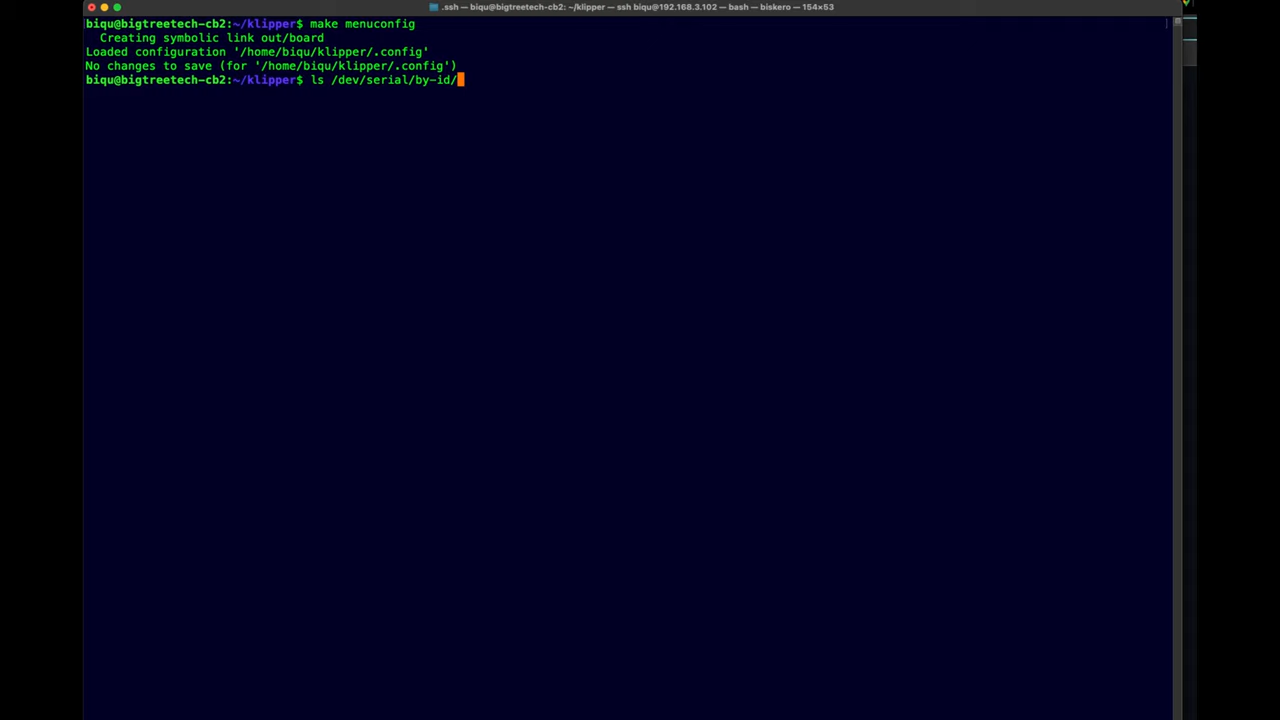 .ssh — biqu@bigtreetech-cb2: ~/klipper — ssh biqu@192.168.3.102 — bash — biskero — 154×53
biqu@bigtreetech-cb2:~/klipper$ make menuconfig
  Creating symbolic link out/board
Loaded configuration '/home/biqu/klipper/.config'
No changes to save (for '/home/biqu/klipper/.config')
biqu@bigtreetech-cb2:~/klipper$ ls /dev/serial/by-id/